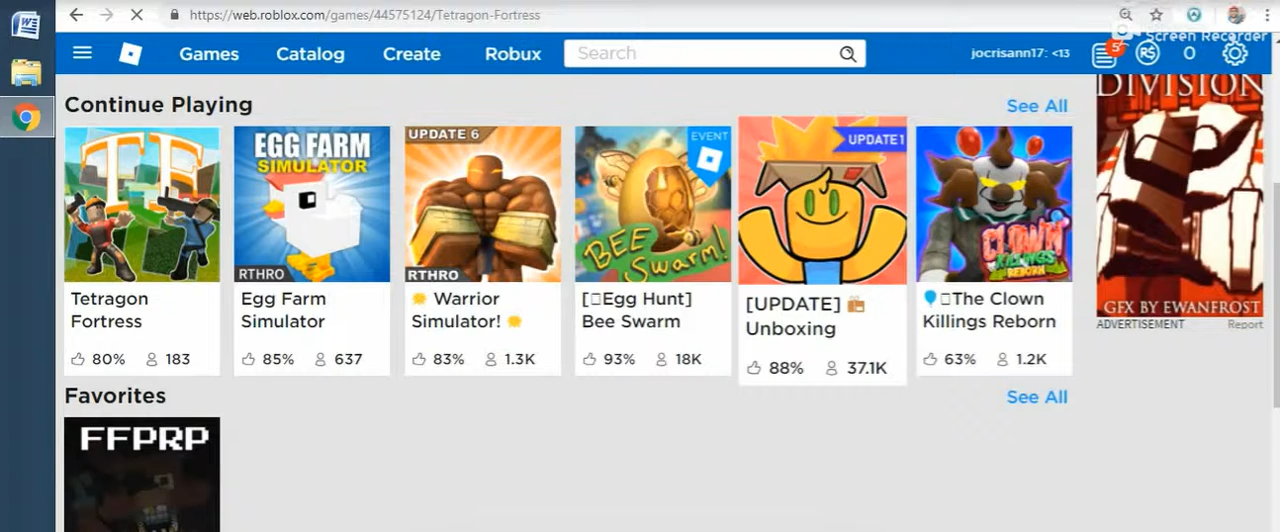 https://web.roblox.com/games/44575124/Tetragon-Fortress
Screen Recorder
Games Catalog Create Robux Search jocrisann17: <13 5 R$ 0
Continue Playing See All
DIVISION
TF
EGG FARM
SIMULATOR
RTHRO
UPDATE 6
RTHRO
EVENT
BEE
Swarm!
UPDATE 1
CLOWN
KILLINGS
REBORN
GFX BY EWANFROST
ADVERTISEMENT Report
Tetragon
Fortress
80% 183
Egg Farm
Simulator
85% 637
Warrior
Simulator!
83% 1.3K
[Egg Hunt]
Bee Swarm
93% 18K
[UPDATE]
Unboxing
88% 37.1K
The Clown
Killings Reborn
63% 1.2K
Favorites See All
FFPRP